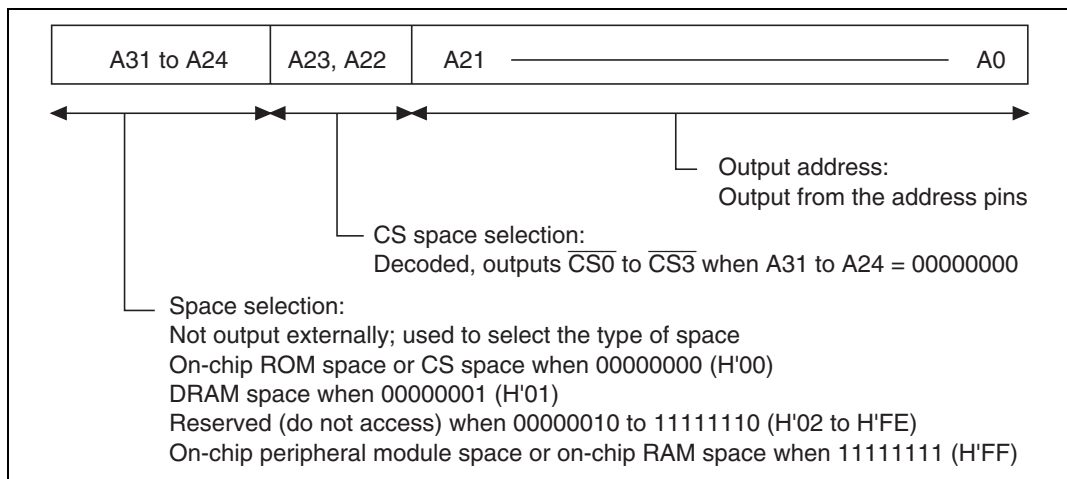 A31 to A24 A23, A22 A21 A0
Output address:
Output from the address pins
CS space selection:
Decoded, outputs C̅S̅0̅ to C̅S̅3̅ when A31 to A24 = 00000000
Space selection:
Not output externally; used to select the type of space
On-chip ROM space or CS space when 00000000 (H'00)
DRAM space when 00000001 (H'01)
Reserved (do not access) when 00000010 to 11111110 (H'02 to H'FE)
On-chip peripheral module space or on-chip RAM space when 11111111 (H'FF)